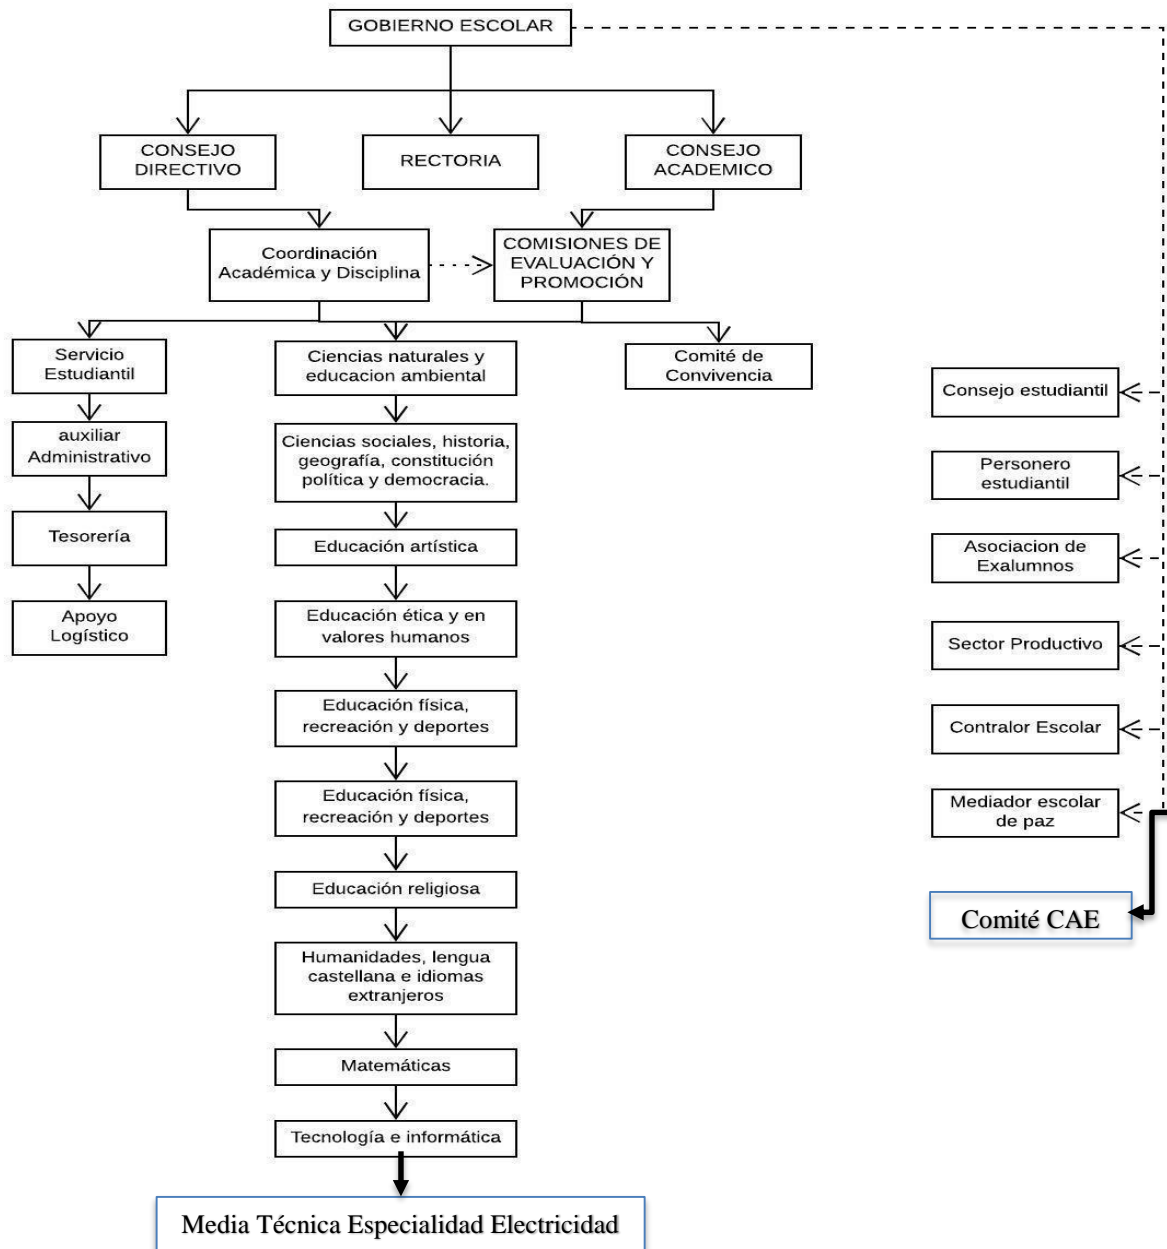 GOBIERNO ESCOLAR
CONSEJO
DIRECTIVO
RECTORIA
CONSEJO
ACADEMICO
Coordinación
Académica y Disciplina
COMISIONES DE
EVALUACIÓN Y
PROMOCIÓN
Servicio
Estudiantil
auxiliar
Administrativo
Tesorería
Apoyo
Logístico
Ciencias naturales y
educacion ambiental
Ciencias sociales, historia,
geografía, constitución
política y democracia.
Educación artística
Educación ética y en
valores humanos
Educación física,
recreación y deportes
Educación física,
recreación y deportes
Educación religiosa
Humanidades, lengua
castellana e idiomas
extranjeros
Matemáticas
Tecnología e informática
Media Técnica Especialidad Electricidad
Comité de
Convivencia
Consejo estudiantil
Personero
estudiantil
Asociacion de
Exalumnos
Sector Productivo
Contralor Escolar
Mediador escolar
de paz
Comité CAE